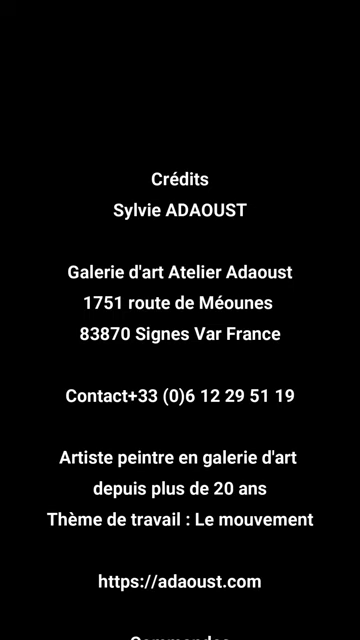 Crédits
Sylvie ADAOUST
Galerie d'art Atelier Adaoust
1751 route de Méounes
83870 Signes Var France
Contact+33 (0)6 12 29 51 19
Artiste peintre en galerie d'art
depuis plus de 20 ans
Thème de travail : Le mouvement
https://adaoust.com